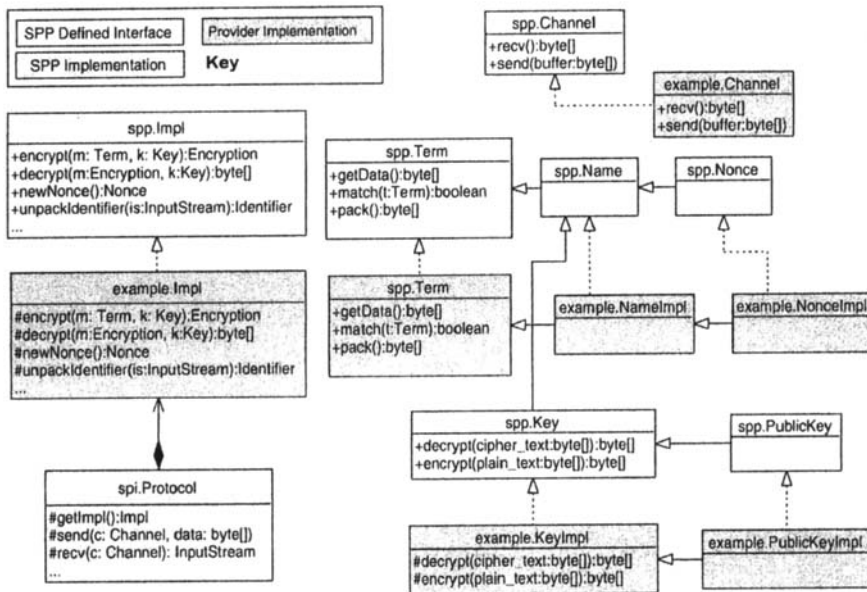 SPP Defined Interface
Provider Implementation
SPP Implementation
Key
spp.Channel
+recv():byte[]
+send(buffer:byte[])
example.Channel
+recv():byte[]
+send(buffer:byte[])
spp.Impl
+encrypt(m: Term, k: Key):Encryption
+decrypt(m:Encryption, k:Key):byte[]
+newNonce():Nonce
+unpackIdentifier(is:InputStream):Identifier
...
spp.Term
+getData():byte[]
+match(t:Term):boolean
+pack():byte[]
spp.Name
spp.Nonce
example.Impl
#encrypt(m: Term, k: Key):Encryption
#decrypt(m:Encryption, k:Key):byte[]
#newNonce():Nonce
#unpackIdentifier(is:InputStream):Identifier
...
spp.Term
+getData():byte[]
+match(t:Term):boolean
+pack():byte[]
example.NameImpl
example.NonceImpl
spp.Key
+decrypt(cipher_text:byte[]):byte[]
+encrypt(plain_text:byte[]):byte[]
spp.PublicKey
spi.Protocol
#getImpl():Impl
#send(c: Channel, data: byte[])
#recv(c: Channel): InputStream
...
example.KeyImpl
#decrypt(cipher_text:byte[]):byte[]
#encrypt(plain_text:byte[]):byte[]
example.PublicKeyImpl